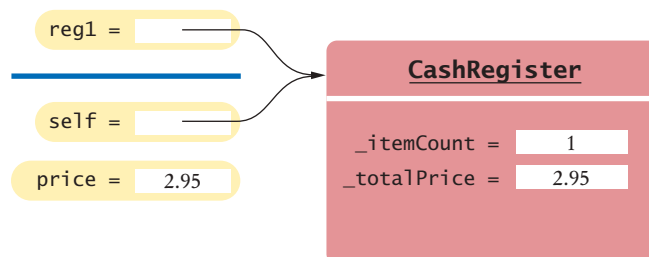 reg1 =
self =
price = 2.95
CashRegister
_itemCount = 1
_totalPrice = 2.95